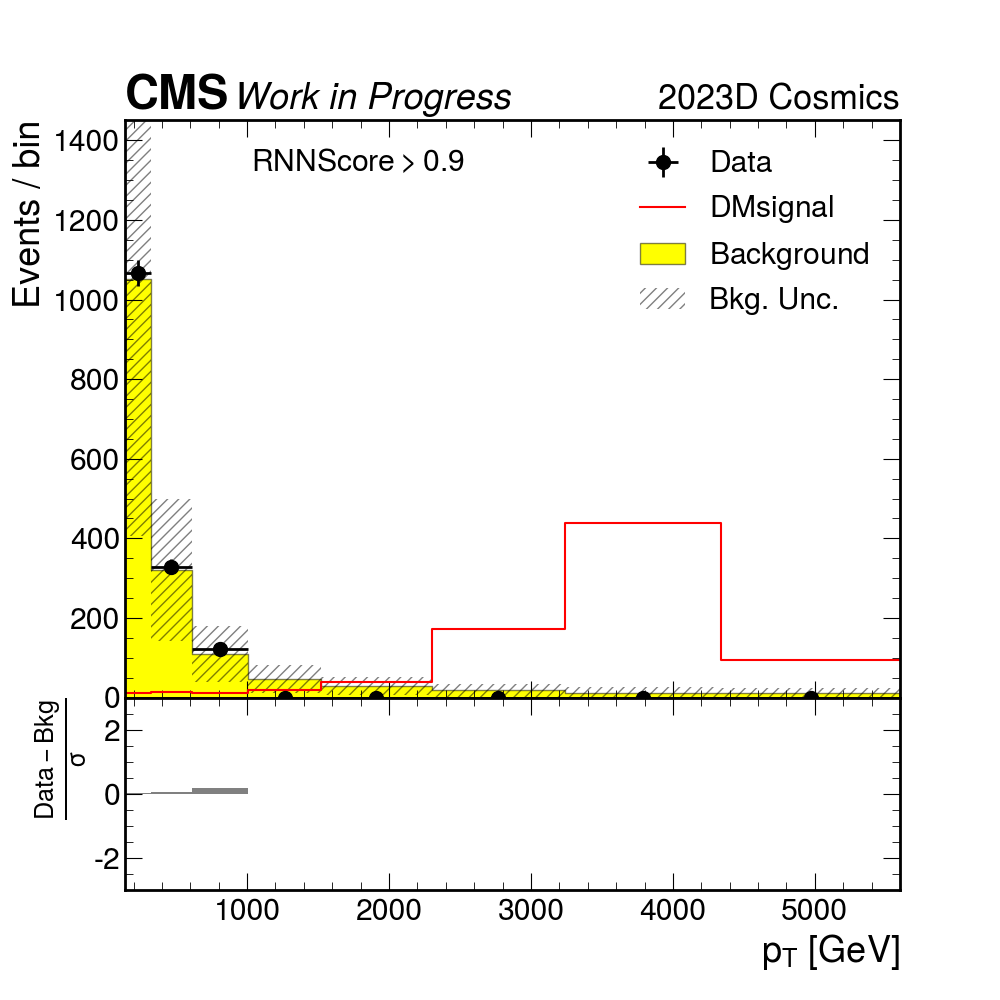 CMS Work in Progress 2023D Cosmics
Events / bin
1400
1200
1000
800
600
400
200
0
RNNScore > 0.9
Data
DMsignal
Background
Bkg. Unc.
Data – Bkg
σ
2
0
-2
1000 2000 3000 4000 5000
pT [GeV]